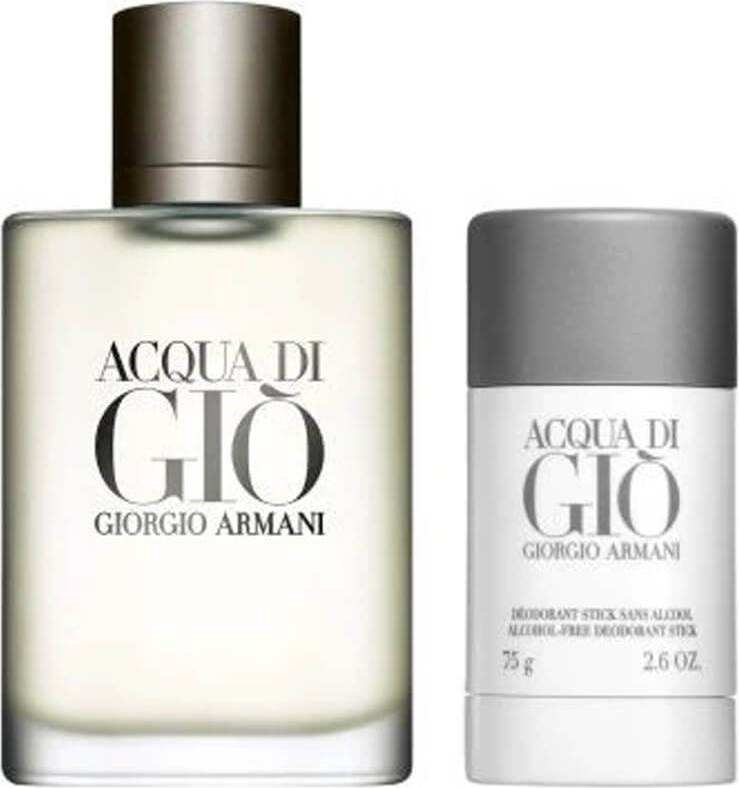 ACQUA DI
GIÒ
GIORGIO ARMANI
ACQUA DI
GIÒ
GIORGIO ARMANI
DÉODORANT STICK SANS ALCOOL
ALCOHOL-FREE DEODORANT STICK
75 g 2.6 OZ.